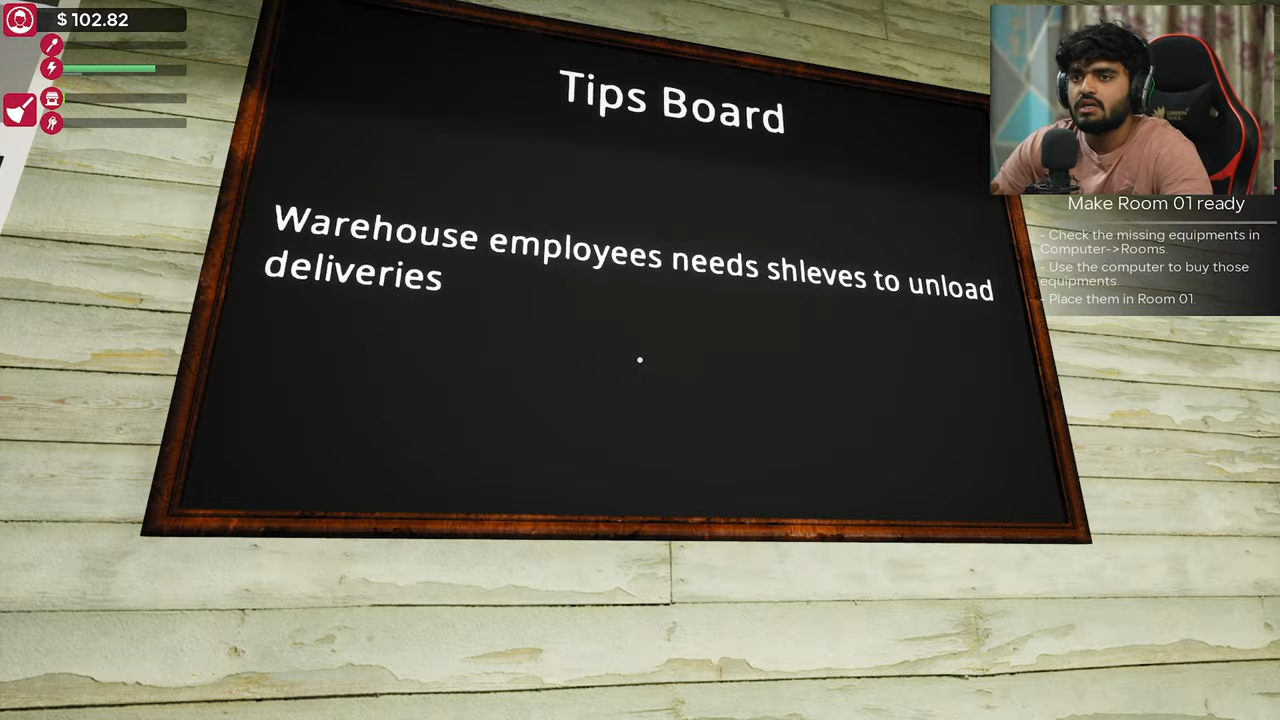 $ 102.82
Tips Board
Warehouse employees needs shleves to unload
deliveries
Make Room 01 ready
- Check the missing equipments in
Computer->Rooms.
- Use the computer to buy those
equipments.
- Place them in Room 01.